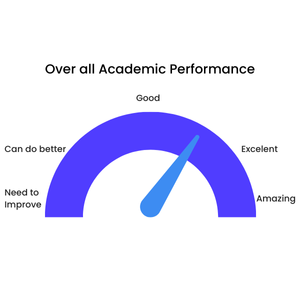 Over all Academic Performance
Good
Can do better
Excelent
Need to
Improve
Amazing